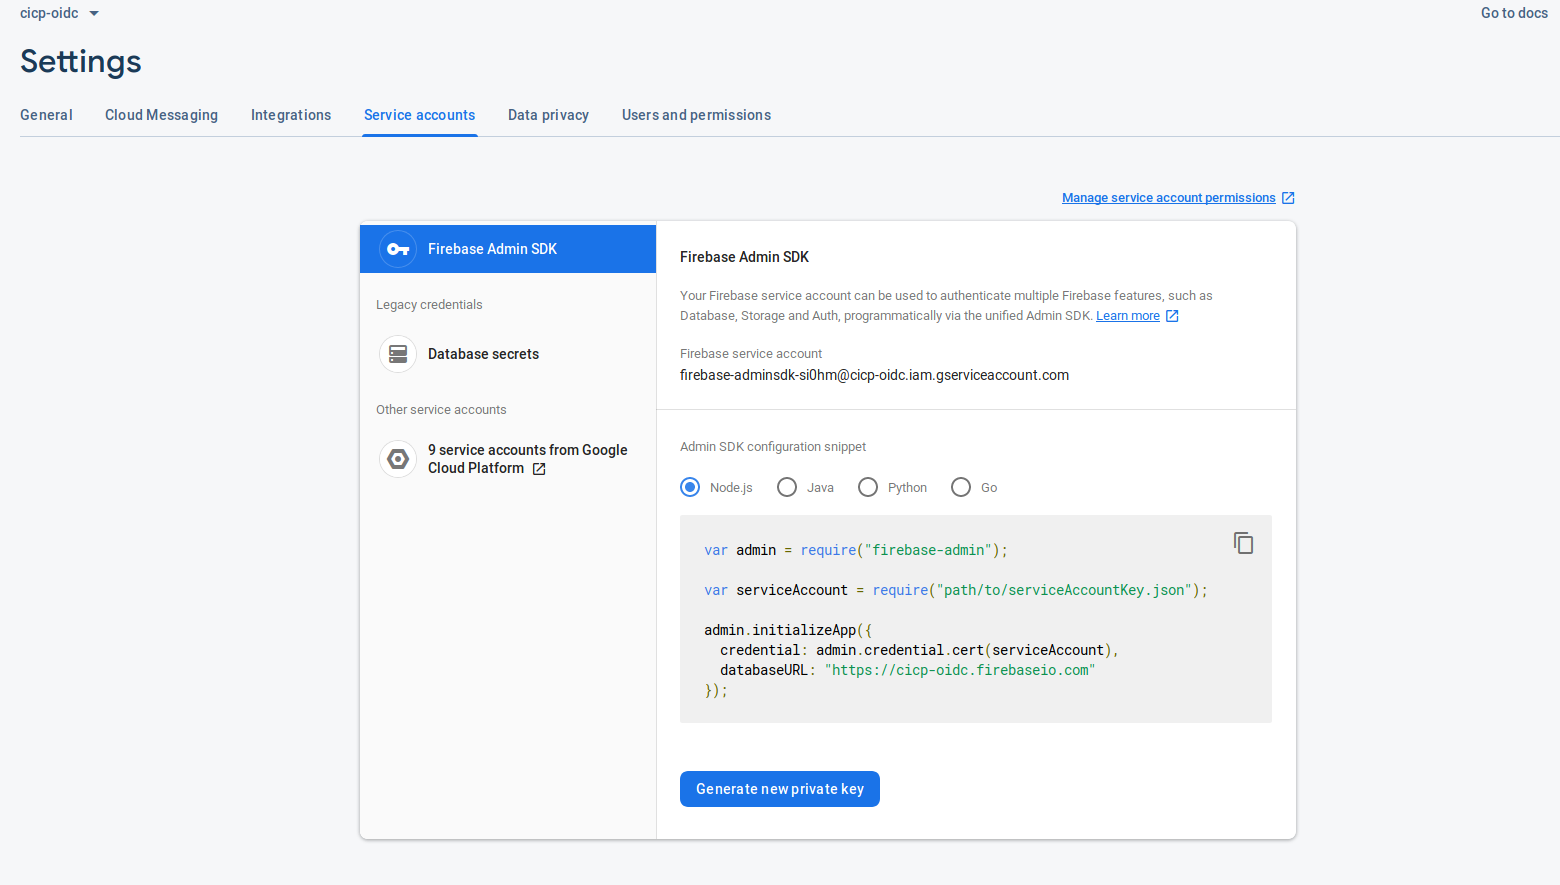 cicp-oidc
Go to docs
Settings
General
Cloud Messaging
Integrations
Service accounts
Data privacy
Users and permissions
Manage service account permissions
Firebase Admin SDK
Legacy credentials
Database secrets
Other service accounts
9 service accounts from Google
Cloud Platform
Firebase Admin SDK
Your Firebase service account can be used to authenticate multiple Firebase features, such as
Database, Storage and Auth, programmatically via the unified Admin SDK. Learn more
Firebase service account
firebase-adminsdk-si0hm@cicp-oidc.iam.gserviceaccount.com
Admin SDK configuration snippet
Node.js
Java
Python
Go
var admin = require("firebase-admin");
var serviceAccount = require("path/to/serviceAccountKey.json");
admin.initializeApp({
  credential: admin.credential.cert(serviceAccount),
  databaseURL: "https://cicp-oidc.firebaseio.com"
});
Generate new private key